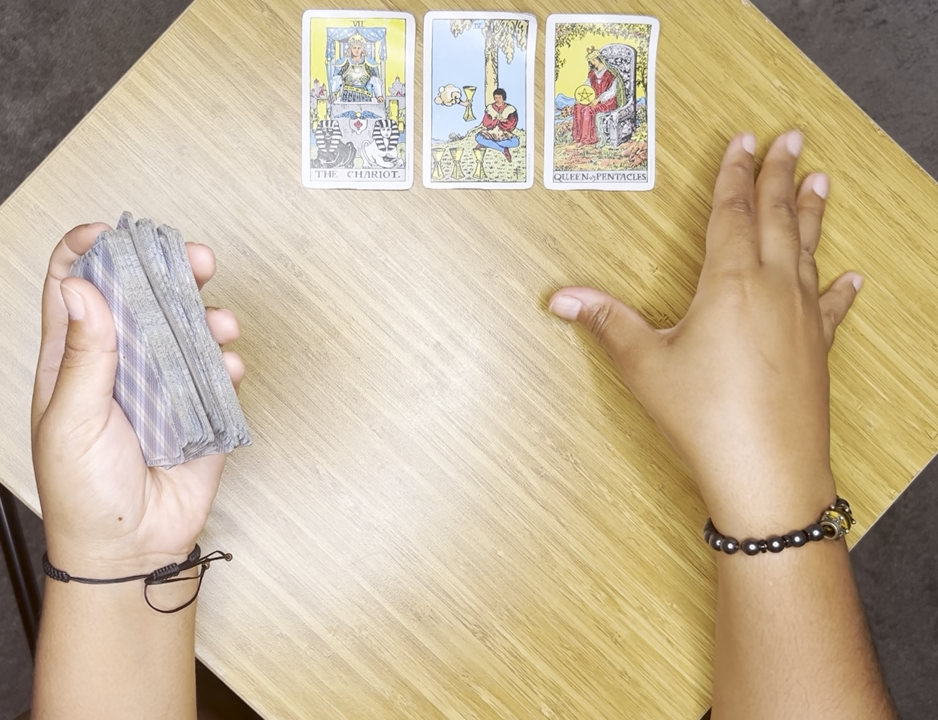 VII
THE CHARIOT.
QUEEN of PENTACLES